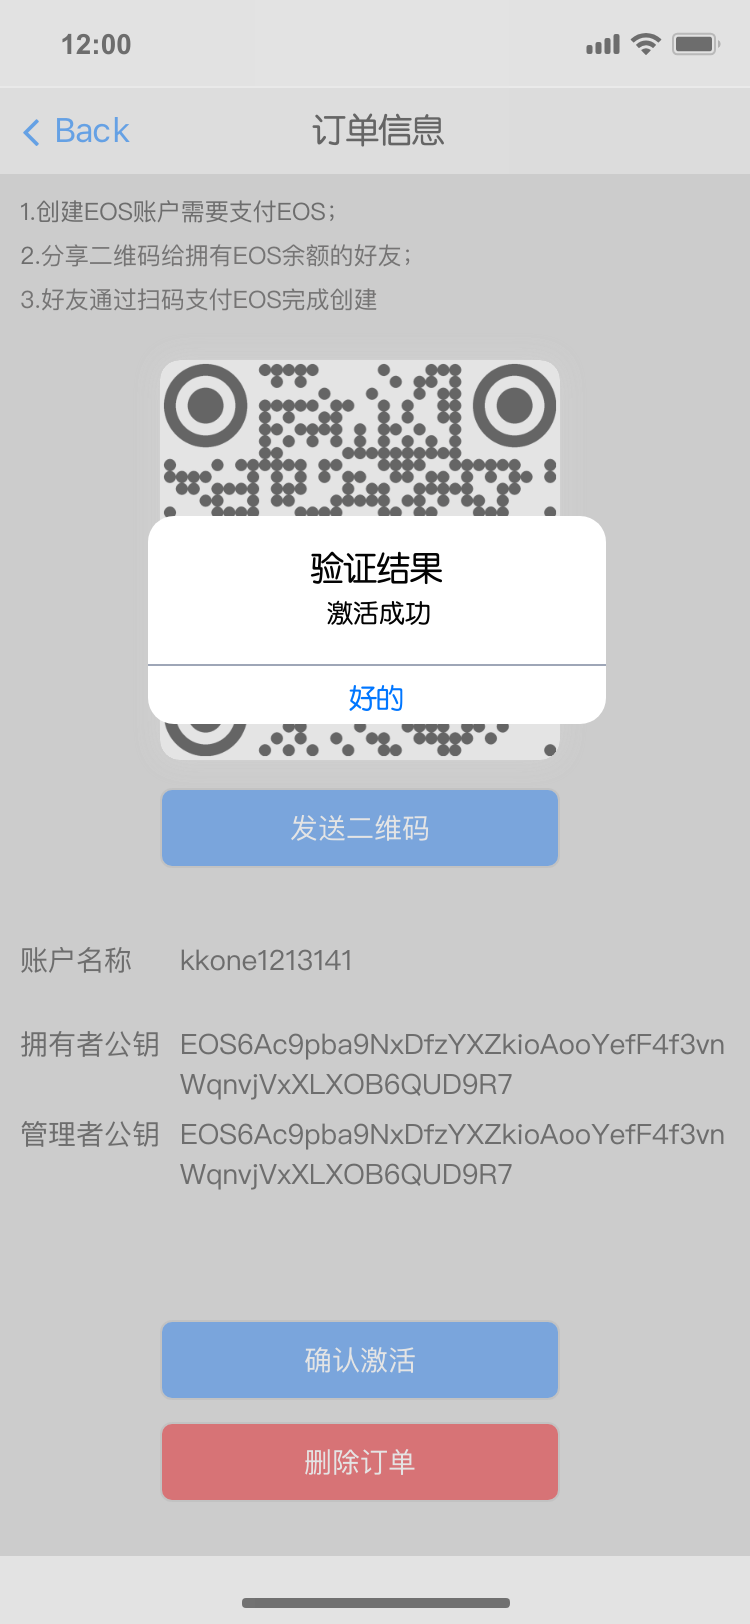 12:00
Back
订单信息
1.创建EOS账户需要支付EOS；
2.分享二维码给拥有EOS余额的好友；
3.好友通过扫码支付EOS完成创建
验证结果
激活成功
好的
发送二维码
账户名称 kkone1213141
拥有者公钥 EOS6Ac9pba9NxDfzYXZkioAooYefF4f3vn
WqnvjVxXLXOB6QUD9R7
管理者公钥 EOS6Ac9pba9NxDfzYXZkioAooYefF4f3vn
WqnvjVxXLXOB6QUD9R7
确认激活
删除订单